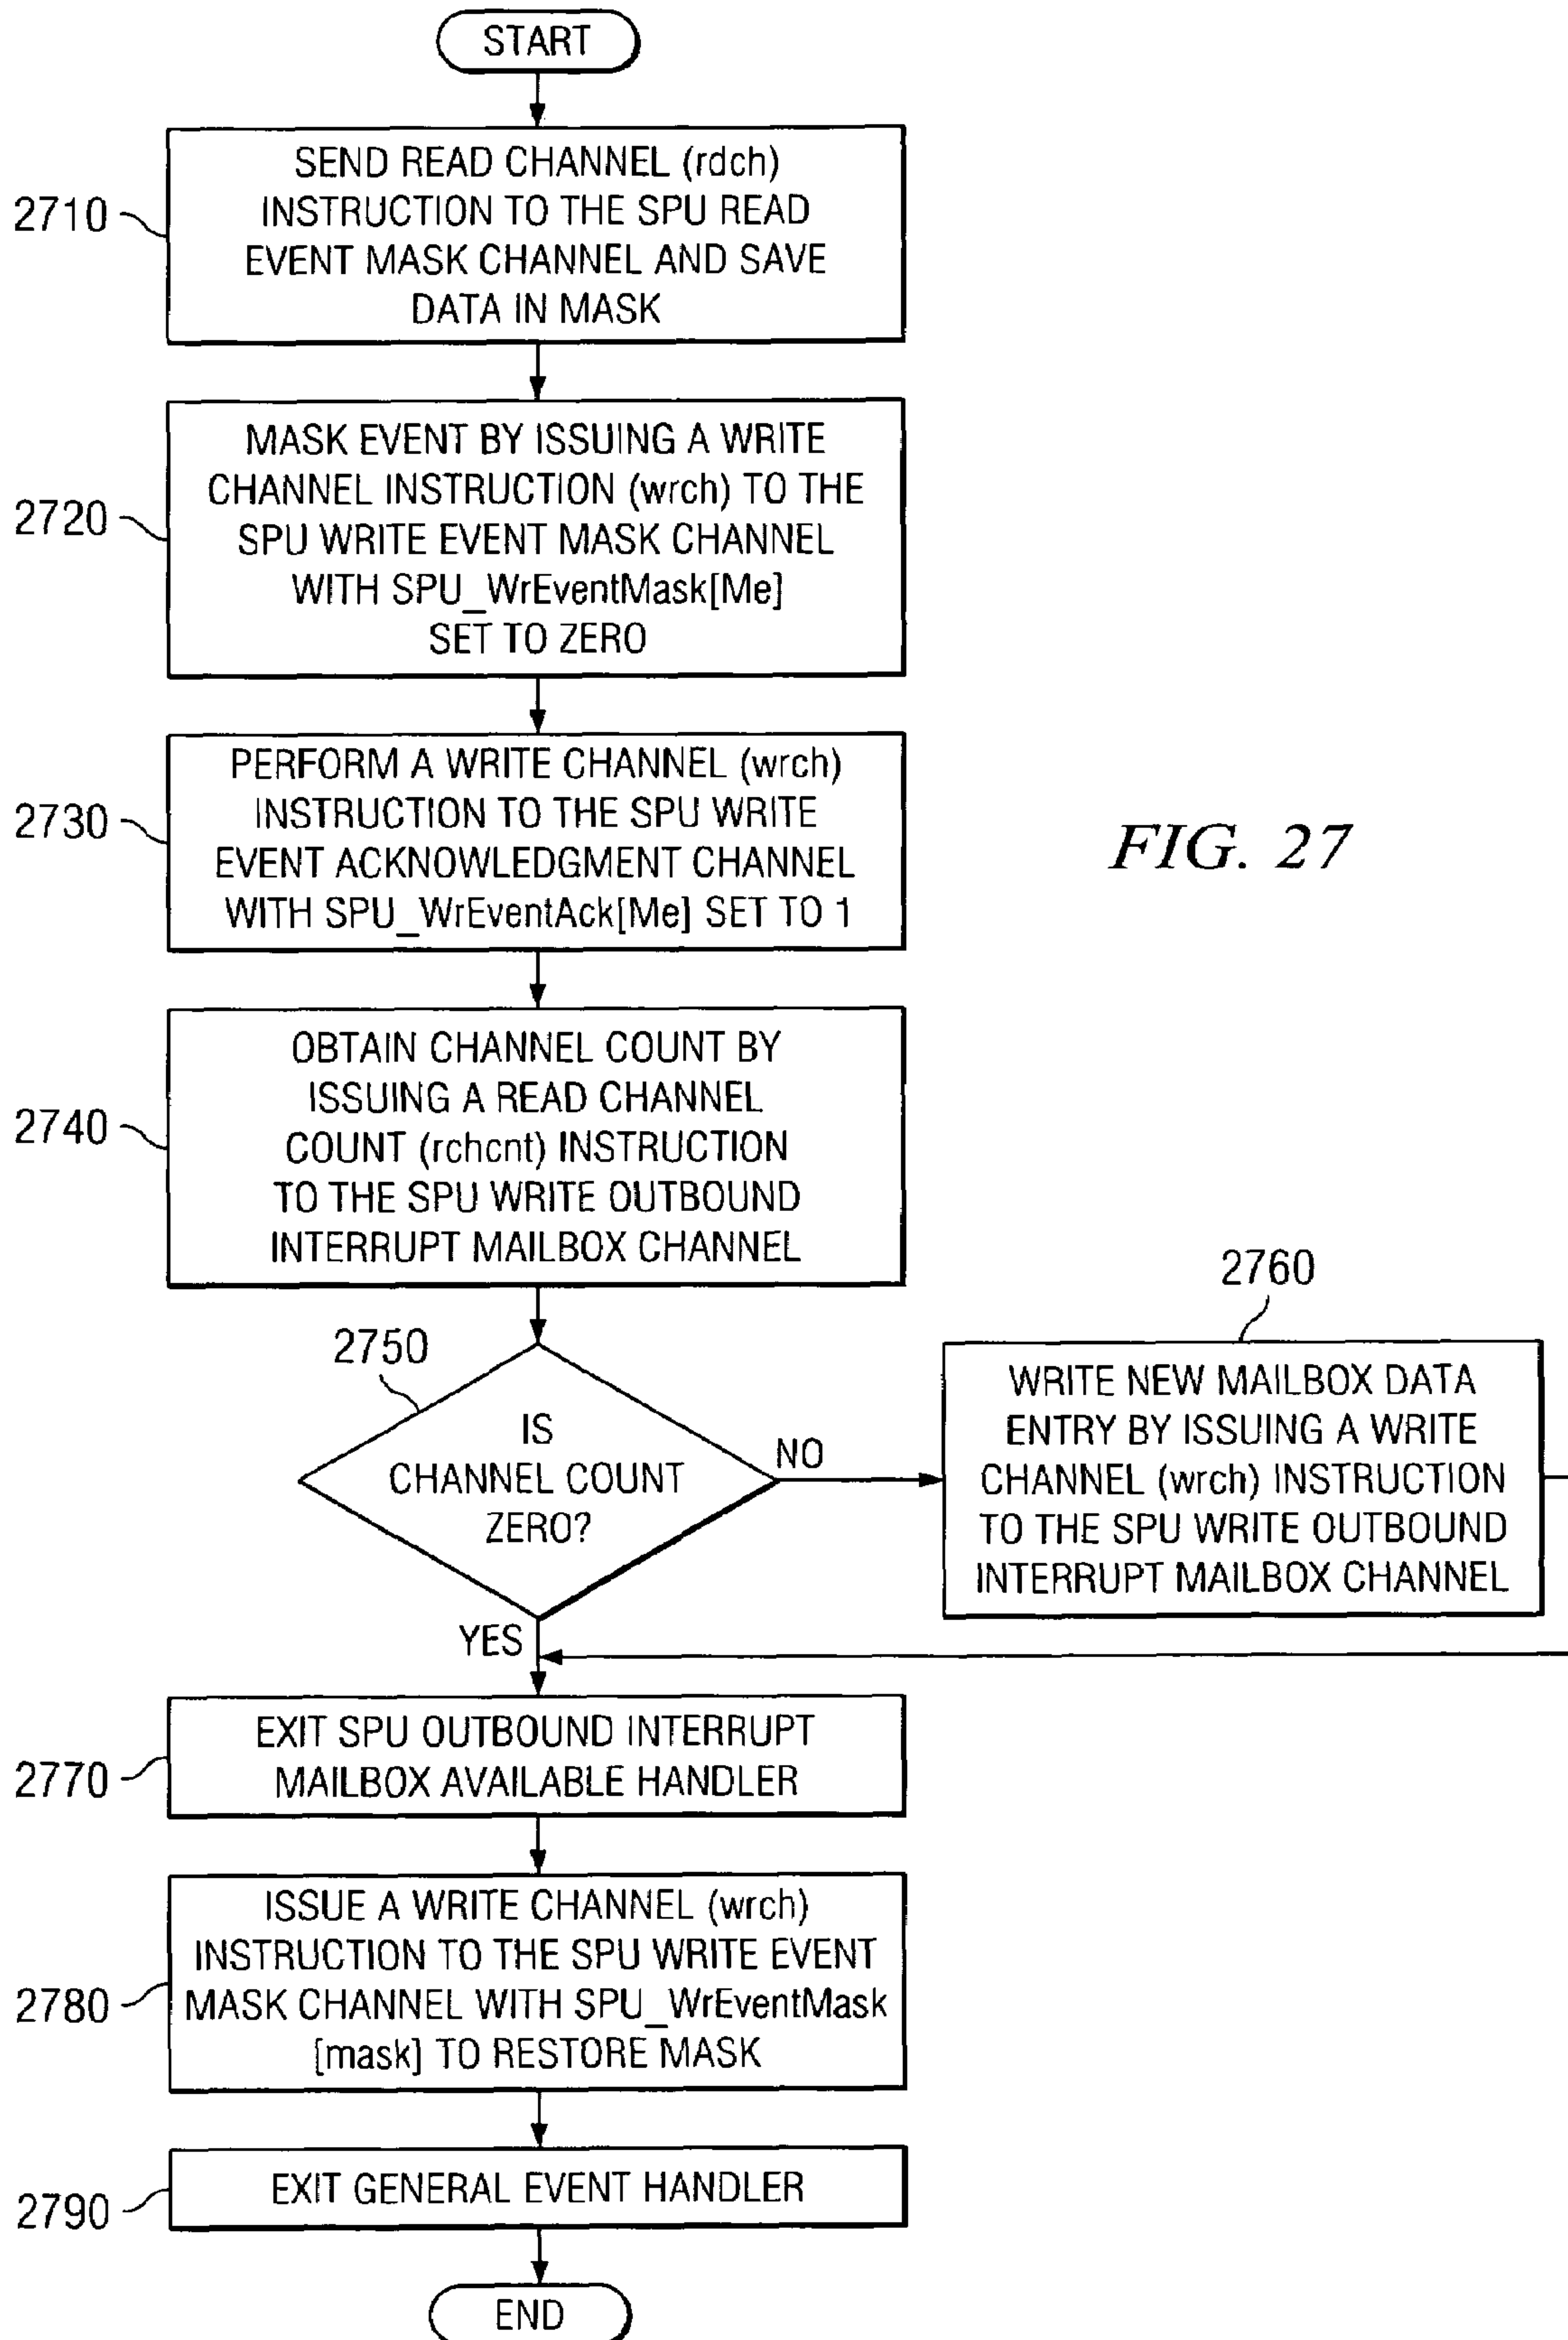 START
2710
SEND READ CHANNEL (rdch)
INSTRUCTION TO THE SPU READ
EVENT MASK CHANNEL AND SAVE
DATA IN MASK
2720
MASK EVENT BY ISSUING A WRITE
CHANNEL INSTRUCTION (wrch) TO THE
SPU WRITE EVENT MASK CHANNEL
WITH SPU_WrEventMask[Me]
SET TO ZERO
2730
PERFORM A WRITE CHANNEL (wrch)
INSTRUCTION TO THE SPU WRITE
EVENT ACKNOWLEDGMENT CHANNEL
WITH SPU_WrEventAck[Me] SET TO 1
FIG. 27
2740
OBTAIN CHANNEL COUNT BY
ISSUING A READ CHANNEL
COUNT (rchcnt) INSTRUCTION
TO THE SPU WRITE OUTBOUND
INTERRUPT MAILBOX CHANNEL
2750
IS
CHANNEL COUNT
ZERO?
NO
YES
2760
WRITE NEW MAILBOX DATA
ENTRY BY ISSUING A WRITE
CHANNEL (wrch) INSTRUCTION
TO THE SPU WRITE OUTBOUND
INTERRUPT MAILBOX CHANNEL
2770
EXIT SPU OUTBOUND INTERRUPT
MAILBOX AVAILABLE HANDLER
2780
ISSUE A WRITE CHANNEL (wrch)
INSTRUCTION TO THE SPU WRITE EVENT
MASK CHANNEL WITH SPU_WrEventMask
[mask] TO RESTORE MASK
2790
EXIT GENERAL EVENT HANDLER
END